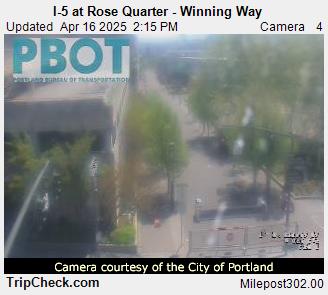 I-5 at Rose Quarter - Winning Way
Updated Apr 16 2025 2:15 PM Camera 4
PBOT
PORTLAND BUREAU OF TRANSPORTATION
Camera courtesy of the City of Portland
TripCheck.com Milepost302.00